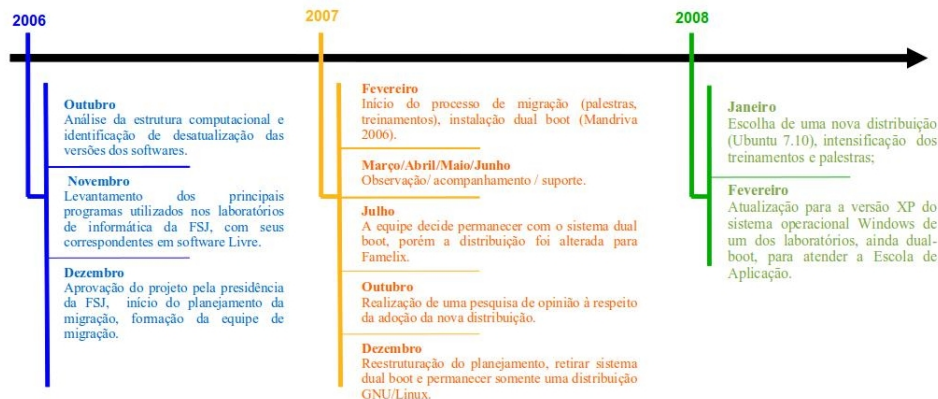 2006
Outubro
Análise da estrutura computacional e
identificação de desatualização das
versões dos softwares.
Novembro
Levantamento dos principais
programas utilizados nos laboratórios
de informática da FSJ, com seus
correspondentes em software Livre.
Dezembro
Aprovação do projeto pela presidência
da FSJ, início do planejamento da
migração, formação da equipe de
migração.
2007
Fevereiro
Início do processo de migração (palestras,
treinamentos), instalação dual boot (Mandriva
2006).
Março/Abril/Maio/Junho
Observação/ acompanhamento / suporte.
Julho
A equipe decide permanecer com o sistema dual
boot, porém a distribuição foi alterada para
Famelix.
Outubro
Realização de uma pesquisa de opinião à respeito
da adoção da nova distribuição.
Dezembro
Reestruturação do planejamento, retirar sistema
dual boot e permanecer somente uma distribuição
GNU/Linux.
2008
Janeiro
Escolha de uma nova distribuição
(Ubuntu 7.10), intensificação dos
treinamentos e palestras;
Fevereiro
Atualização para a versão XP do
sistema operacional Windows de
um dos laboratórios, ainda dual-
boot, para atender a Escola de
Aplicação.